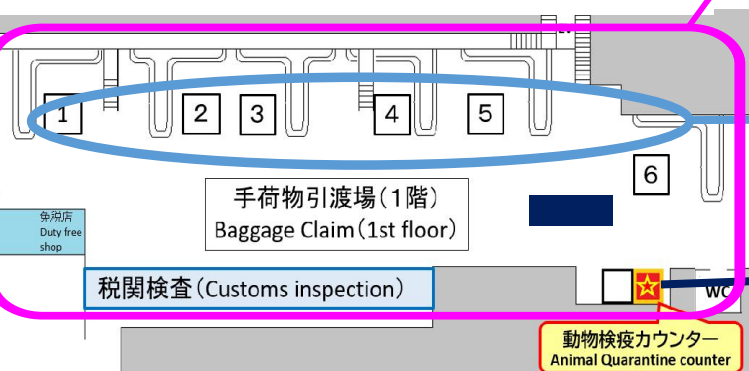 1
2
3
4
5
6
手荷物引渡場（1階）
Baggage Claim（1st floor）
免税店
Duty free
shop
税関検査（Customs inspection）
WC
動物検疫カウンター
Animal Quarantine counter